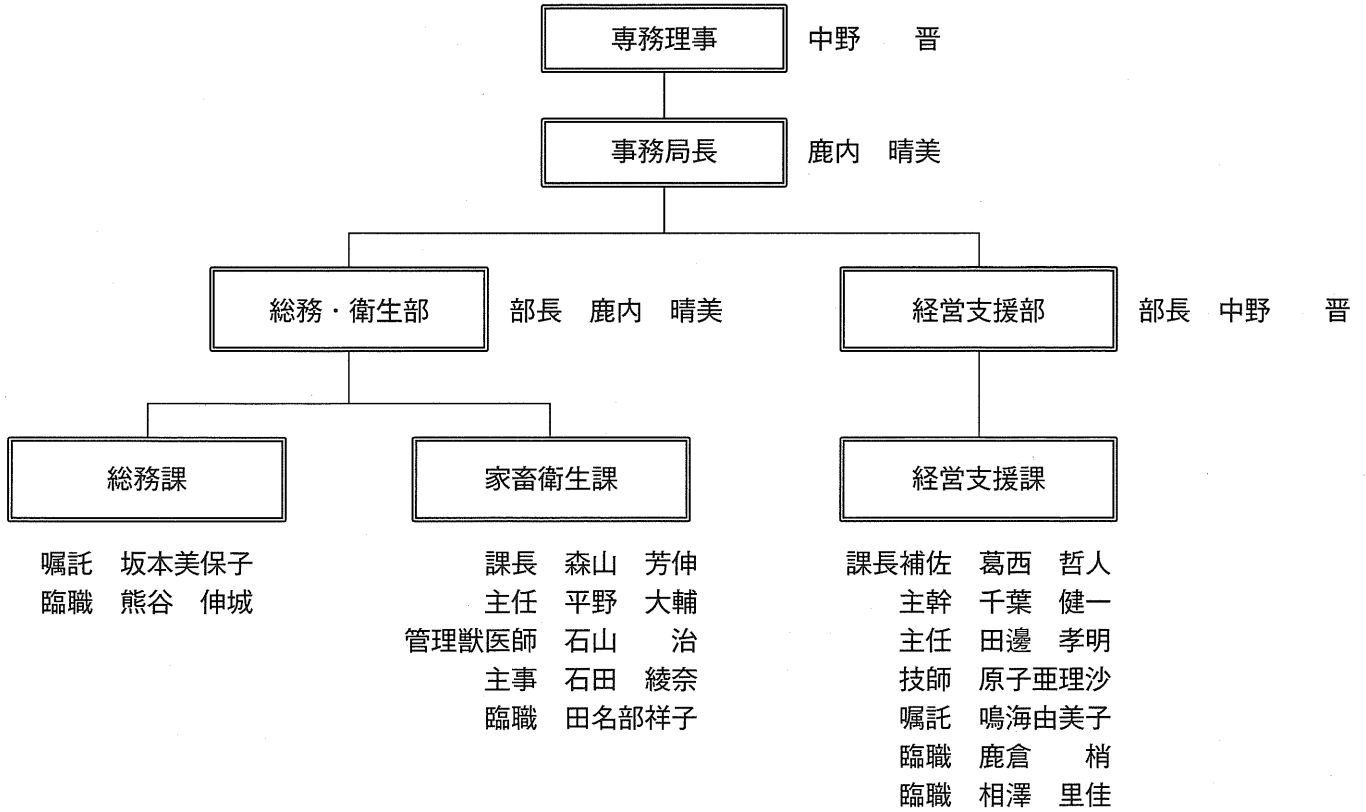 専務理事　中野　　晋
事務局長　鹿内　晴美
総務・衛生部　部長　鹿内　晴美
経営支援部　部長　中野　　晋
総務課
嘱託　坂本美保子
臨職　熊谷　伸城
家畜衛生課
課長　森山　芳伸
主任　平野　大輔
管理獣医師　石山　　治
主事　石田　綾奈
臨職　田名部祥子
経営支援課
課長補佐　葛西　哲人
主幹　千葉　健一
主任　田邊　孝明
技師　原子亜理沙
嘱託　鳴海由美子
臨職　鹿倉　　梢
臨職　相澤　里佳